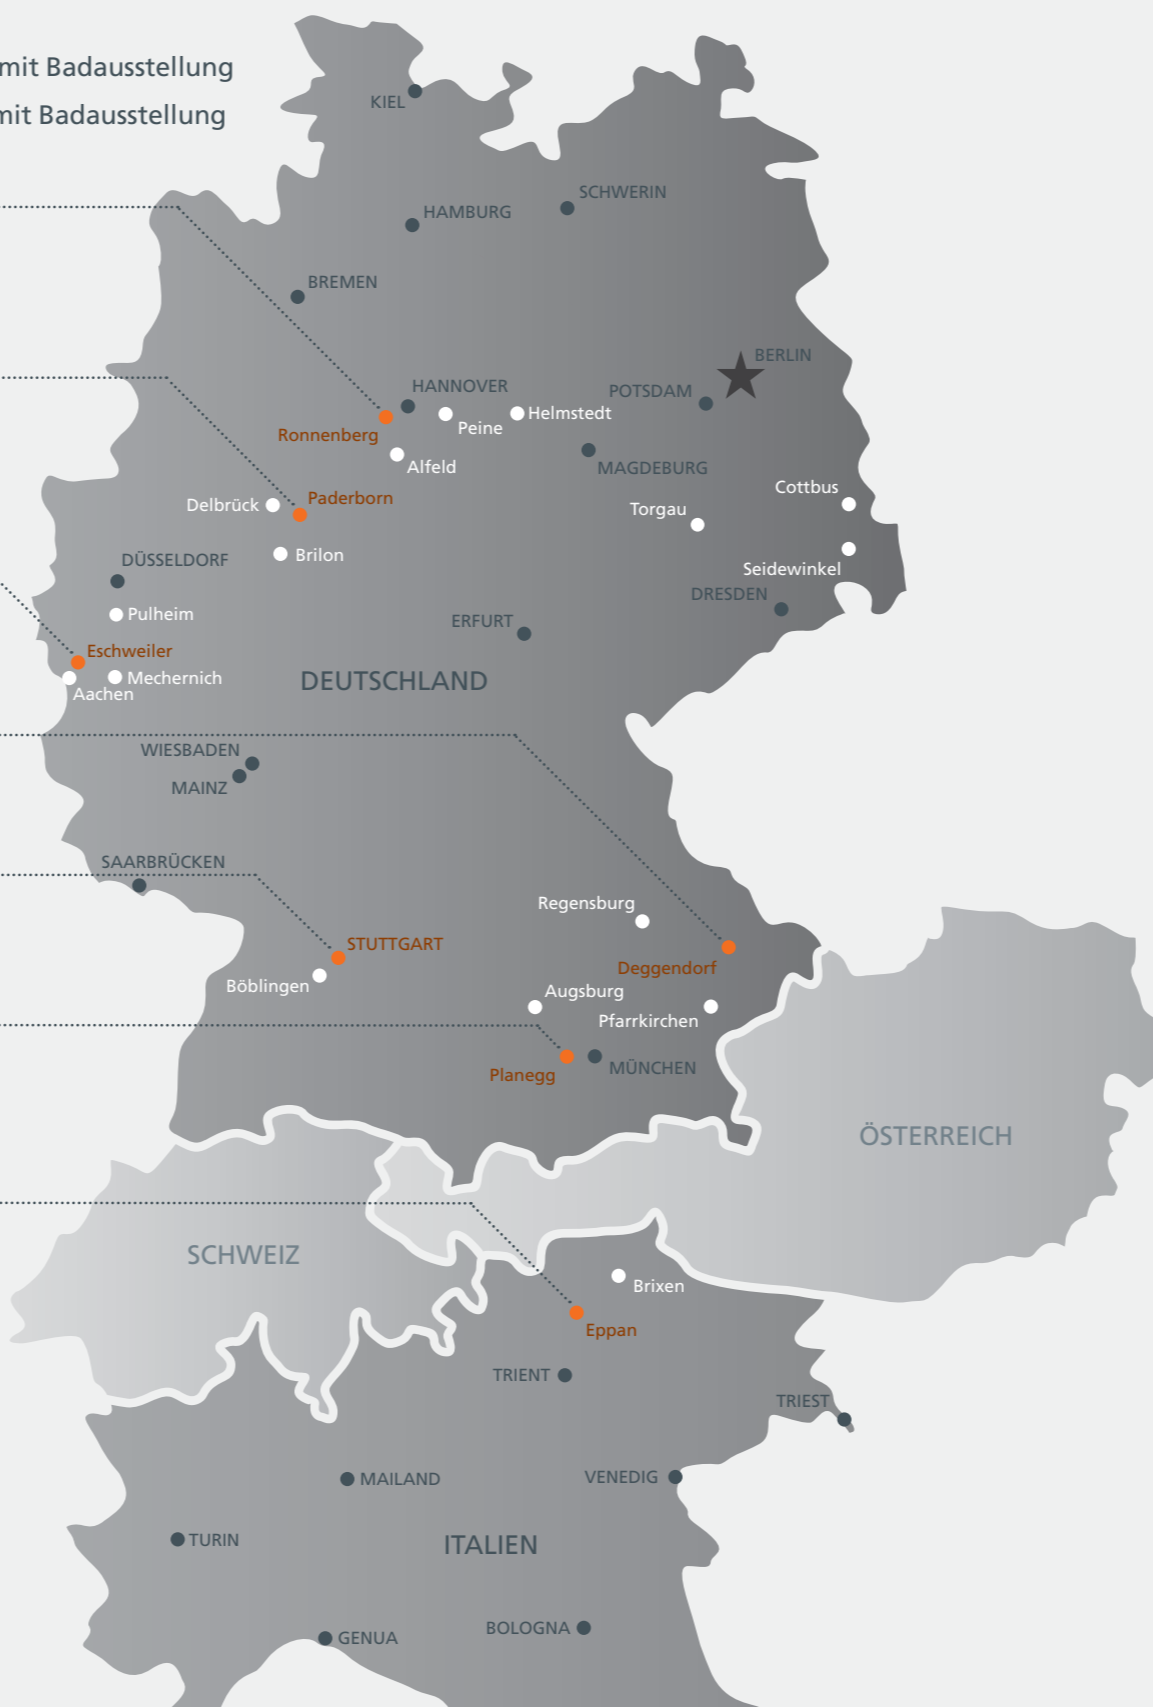 mit Badausstellung
mit Badausstellung
KIEL
SCHWERIN
HAMBURG
BREMEN
BERLIN
HANNOVER
POTSDAM
Helmstedt
Peine
Ronnenberg
Alfeld
MAGDEBURG
Cottbus
Paderborn
Delbrück
Torgau
Brilon
DÜSSELDORF
Seidewinkel
DRESDEN
Pulheim
ERFURT
Eschweiler
Mechernich
DEUTSCHLAND
Aachen
WIESBADEN
MAINZ
SAARBRÜCKEN
Regensburg
STUTTGART
Deggendorf
Böblingen
Augsburg
Pfarrkirchen
MÜNCHEN
Planegg
ÖSTERREICH
SCHWEIZ
Brixen
Eppan
TRIENT
TRIEST
MAILAND
VENEDIG
TURIN
ITALIEN
BOLOGNA
GENUA